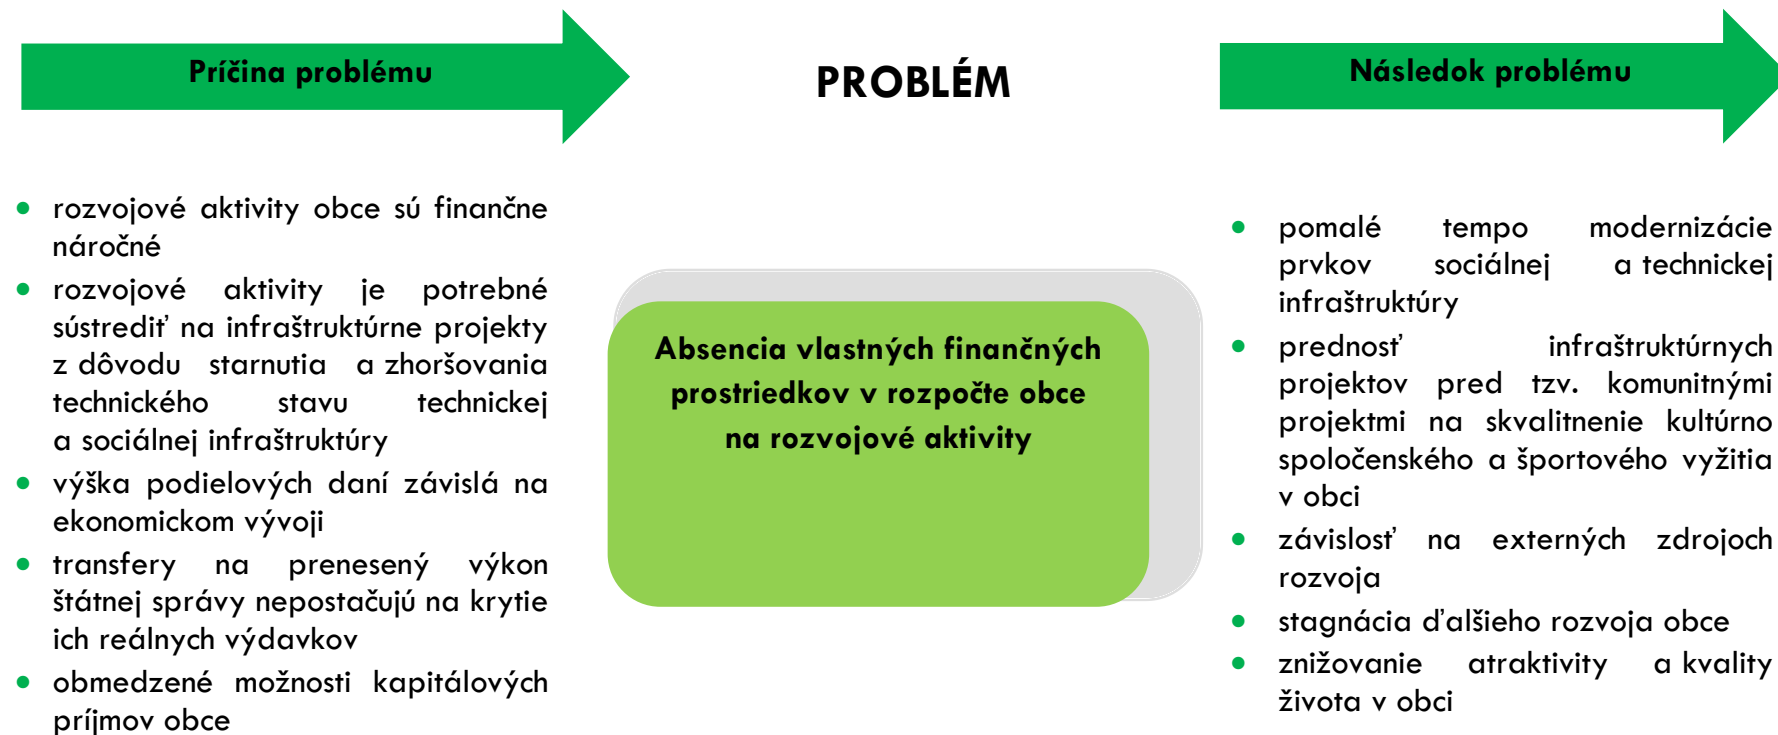 Príčina problému
PROBLÉM
Následok problému
• rozvojové aktivity obce sú finančne
náročné
• rozvojové aktivity je potrebné
sústrediť na infraštruktúrne projekty
z dôvodu starnutia a zhoršovania
technického stavu technickej
a sociálnej infraštruktúry
• výška podielových daní závislá na
ekonomickom vývoji
• transfery na prenesený výkon
štátnej správy nepostačujú na krytie
ich reálnych výdavkov
• obmedzené možnosti kapitálových
príjmov obce
Absencia vlastných finančných
prostriedkov v rozpočte obce
na rozvojové aktivity
• pomalé tempo modernizácie
prvkov sociálnej a technickej
infraštruktúry
• prednosť infraštruktúrnych
projektov pred tzv. komunitnými
projektmi na skvalitnenie kultúrno
spoločenského a športového vyžitia
v obci
• závislosť na externých zdrojoch
rozvoja
• stagnácia ďalšieho rozvoja obce
• znižovanie atraktivity a kvality
života v obci